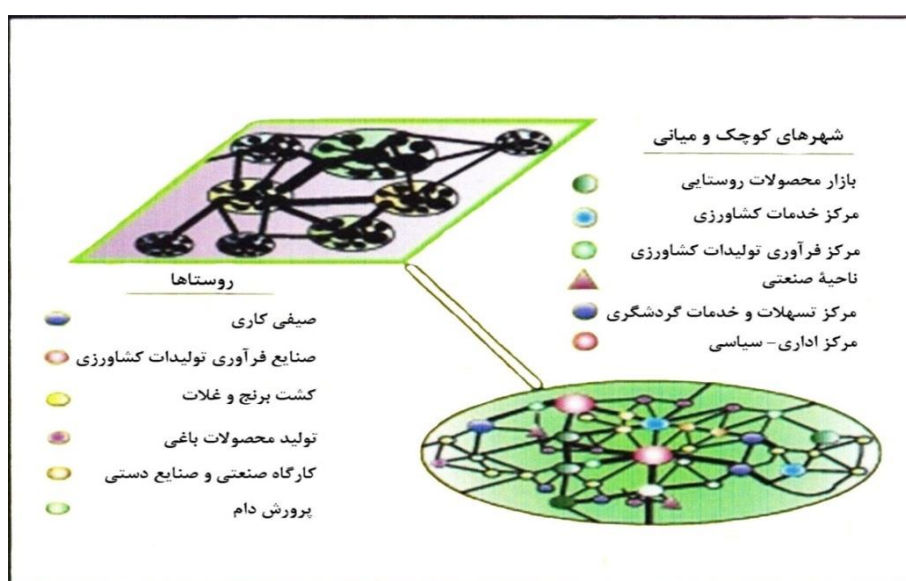 شهرهای کوچک و میانی
بازار محصولات روستایی
مرکز خدمات کشاورزی
مرکز فرآوری تولیدات کشاورزی
ناحیهٔ صنعتی
مرکز تسهلات و خدمات گردشگری
مرکز اداری- سیاسی
روستاها
صیفی کاری
صنایع فرآوری تولیدات کشاورزی
کشت برنج و غلات
تولید محصولات باغی
کارگاه صنعتی و صنایع دستی
پرورش دام